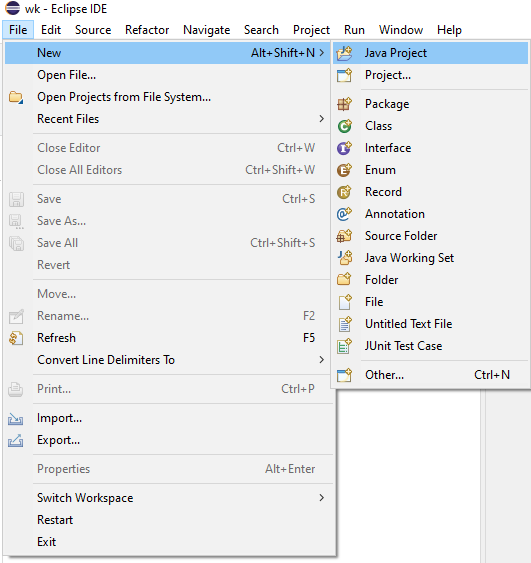 wk - Eclipse IDE
File Edit Source Refactor Navigate Search Project Run Window Help
New Alt+Shift+N >
Open File...
Open Projects from File System...
Recent Files >
Close Editor Ctrl+W
Close All Editors Ctrl+Shift+W
Save Ctrl+S
Save As...
Save All Ctrl+Shift+S
Revert
Move...
Rename... F2
Refresh F5
Convert Line Delimiters To >
Print... Ctrl+P
Import...
Export...
Properties Alt+Enter
Switch Workspace >
Restart
Exit
Java Project
Project...
Package
Class
Interface
Enum
Record
Annotation
Source Folder
Java Working Set
Folder
File
Untitled Text File
JUnit Test Case
Other... Ctrl+N